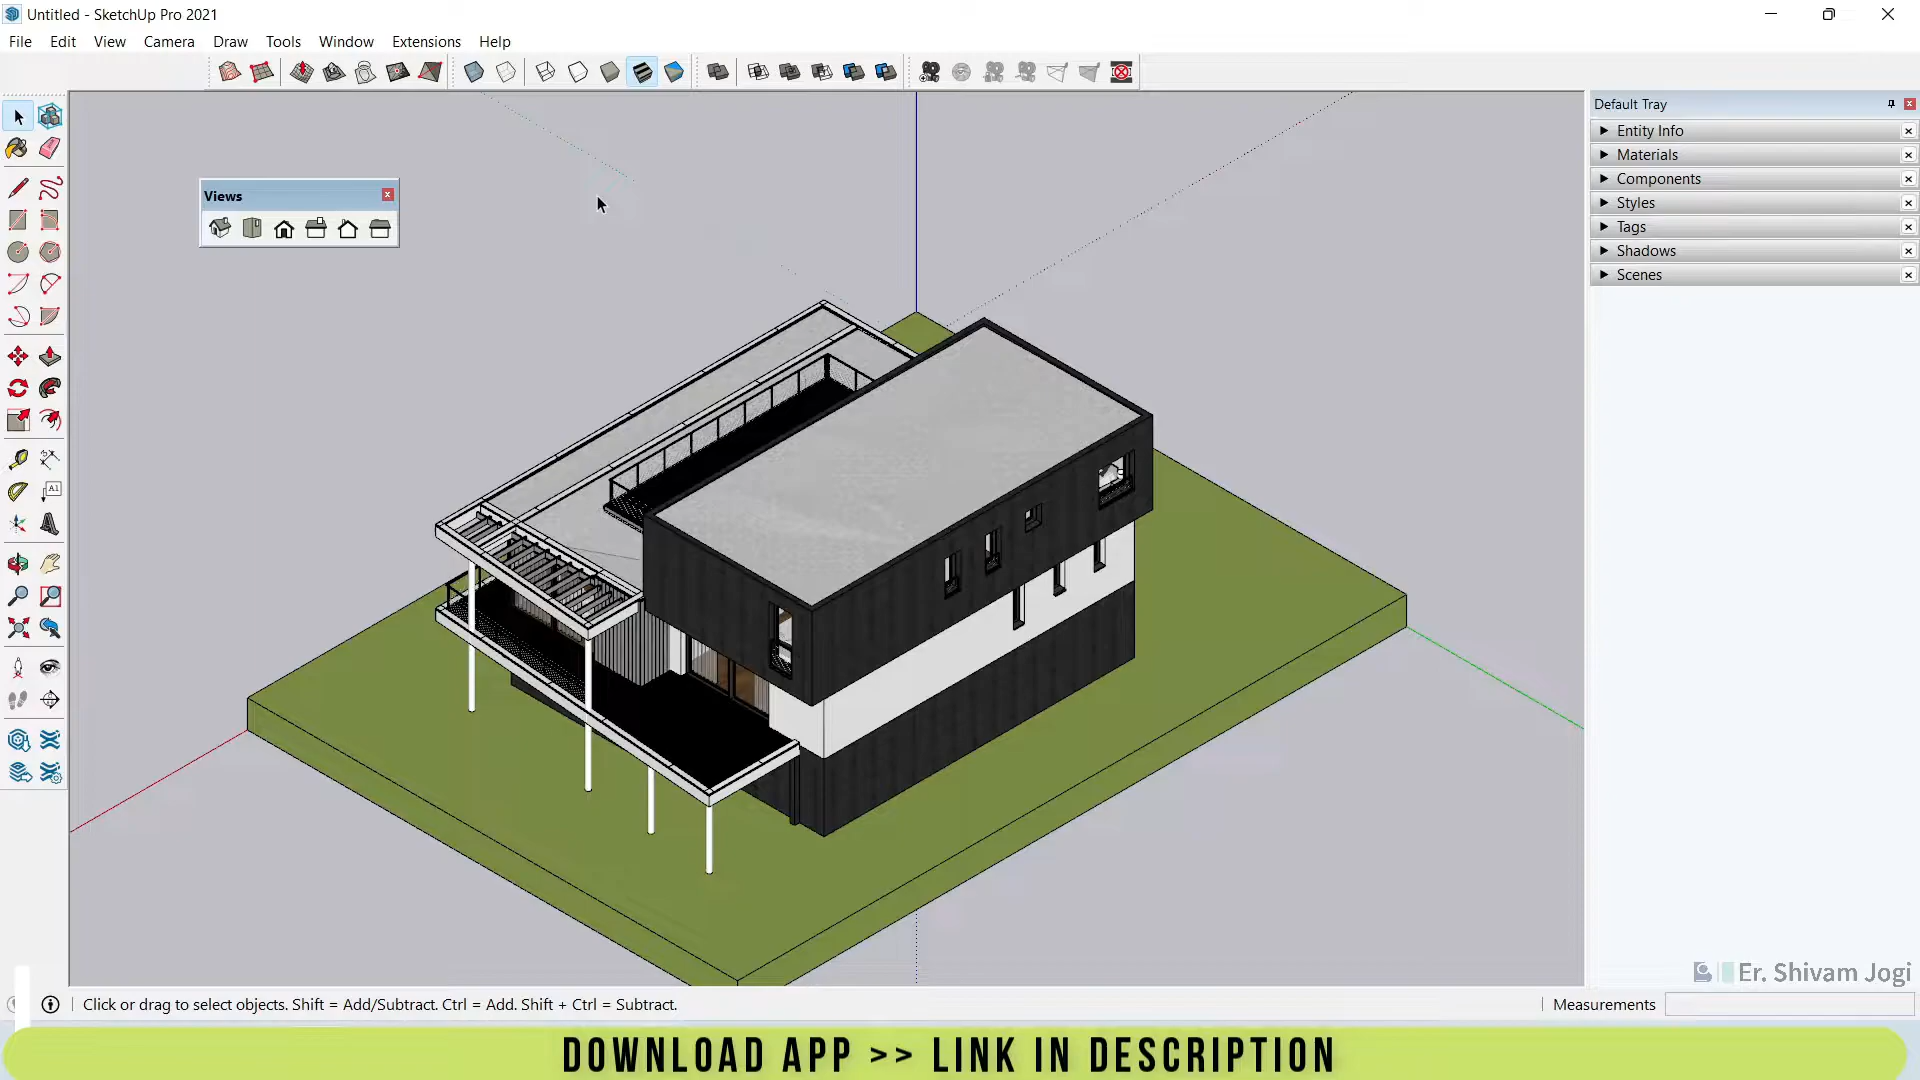 Untitled - SketchUp Pro 2021
File Edit View Camera Draw Tools Window Extensions Help
Default Tray
Entity Info
Materials
Components
Styles
Tags
Shadows
Scenes
Views
A1
Er. Shivam Jogi
Click or drag to select objects. Shift = Add/Subtract. Ctrl = Add. Shift + Ctrl = Subtract.
Measurements
DOWNLOAD APP >> LINK IN DESCRIPTION